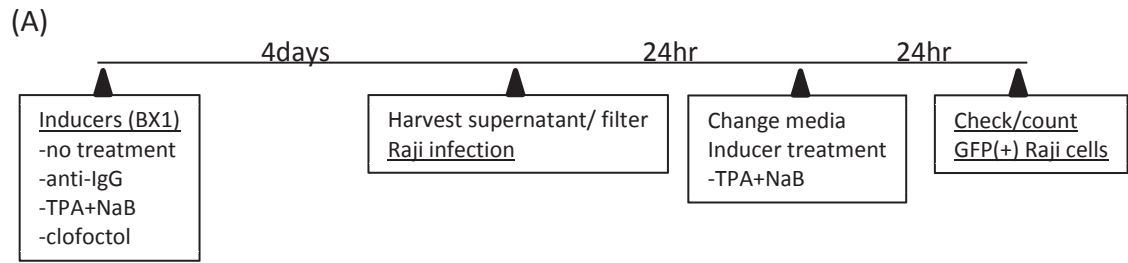 (A)
4days 24hr 24hr
Inducers (BX1)
-no treatment
-anti-IgG
-TPA+NaB
-clofoctol
Harvest supernatant/ filter
Raji infection
Change media
Inducer treatment
-TPA+NaB
Check/count
GFP(+) Raji cells